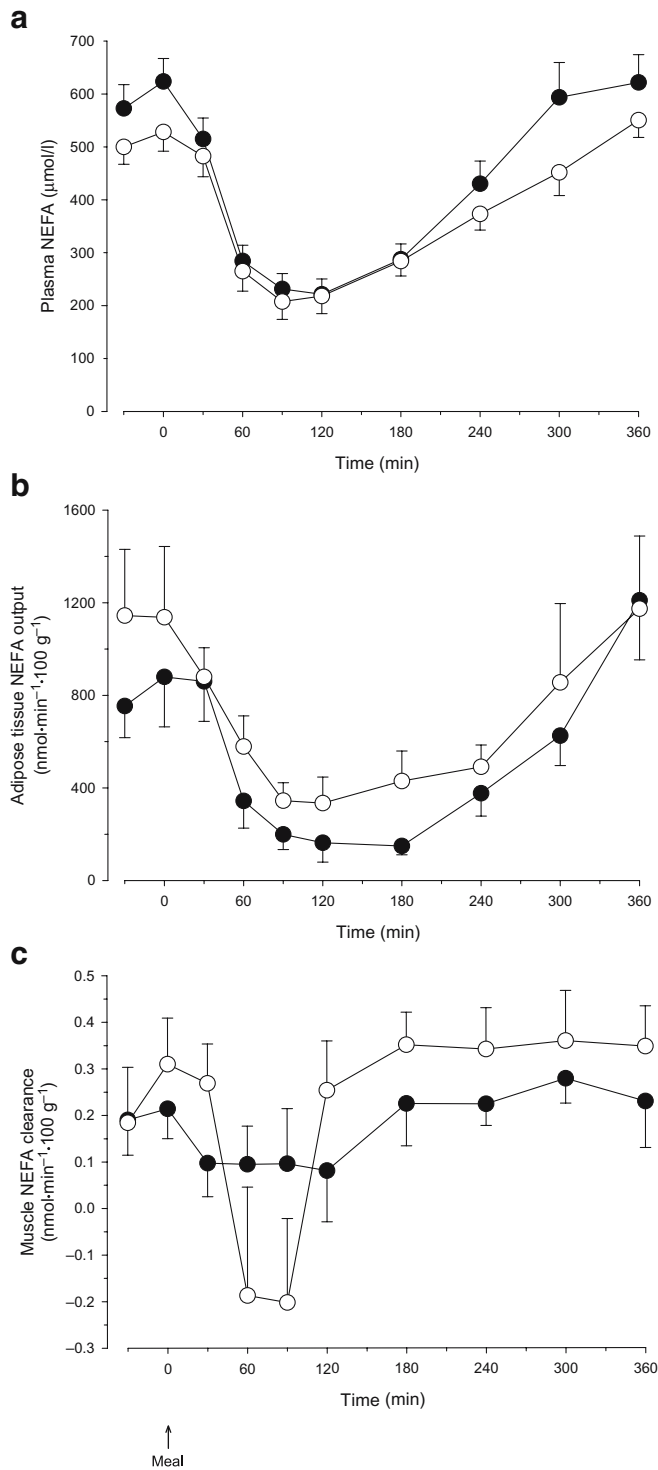 a
700
600
500
400
300
200
100
0
Plasma NEFA (μmol/l)
0 60 120 180 240 300 360
Time (min)
b
1600
1200
800
400
0
Adipose tissue NEFA output
(nmol·min⁻¹·100 g⁻¹)
0 60 120 180 240 300 360
Time (min)
c
0.5
0.4
0.3
0.2
0.1
0.0
–0.1
–0.2
–0.3
Muscle NEFA clearance
(nmol·min⁻¹·100 g⁻¹)
0 60 120 180 240 300 360
Time (min)
Meal